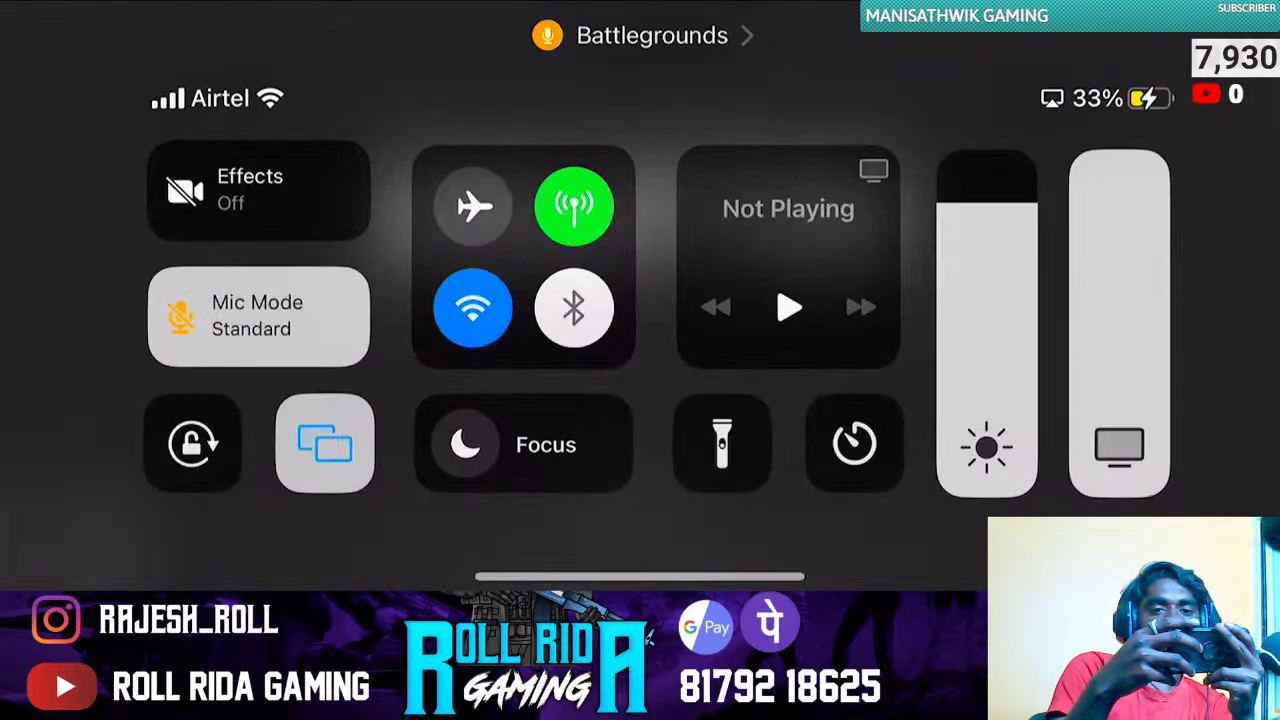 SUBSCRIBER
MANISATHWIK GAMING
Battlegrounds
7,930
Airtel
33%
0
Effects
Off
Not Playing
Mic Mode
Standard
Focus
RAJESH_ROLL
ROLL RIDA
GAMING
G Pay
पे
ROLL RIDA GAMING
81792 18625